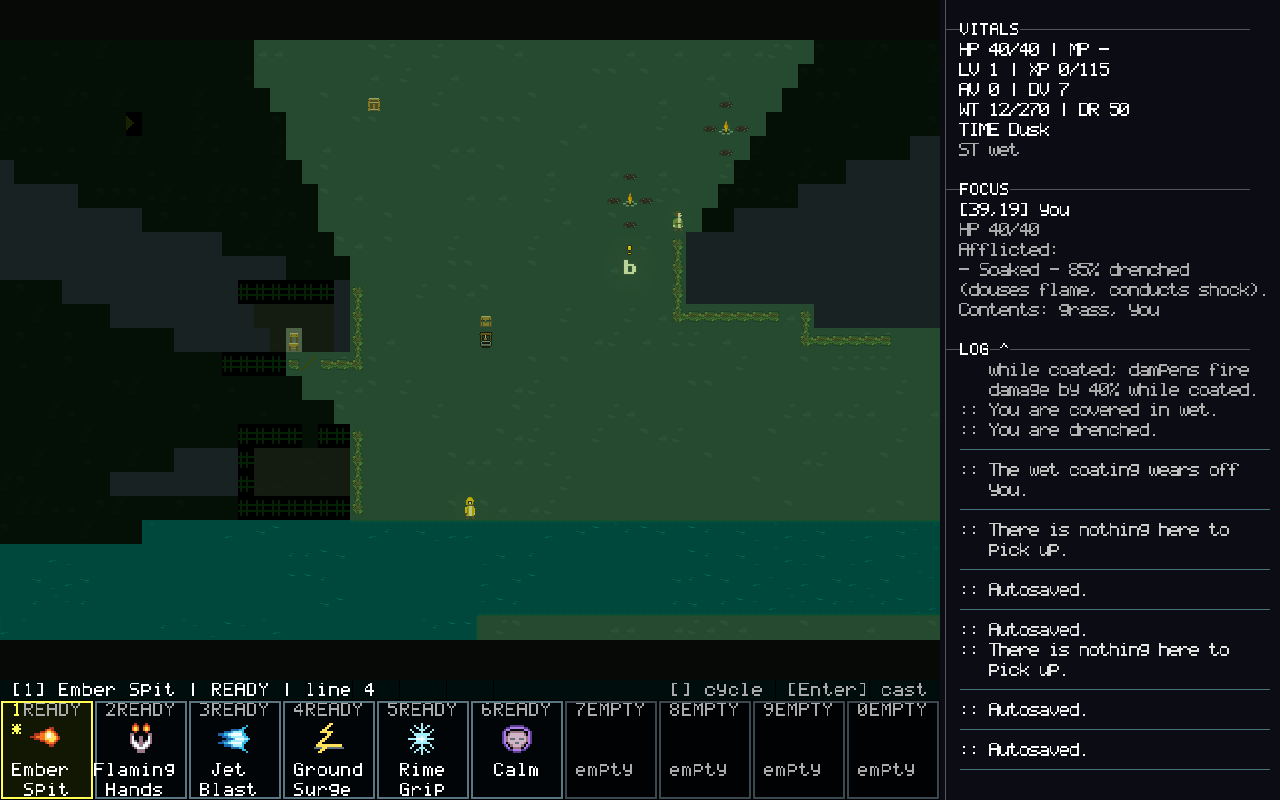 VITALS
HP 40/40 | MP -
LV 1 | XP 0/115
AV 0 | DV 7
WT 12/270 | DR 50
TIME Dusk
ST wet
FOCUS
[39,19] You
HP 40/40
Afflicted:
- Soaked - 85% drenched
(douses flame, conducts shock).
Contents: grass, You
LOG ^
while coated; dampens fire
damage by 40% while coated.
:: You are covered in wet.
:: You are drenched.
:: The wet coating wears off
you.
:: There is nothing here to
pick up.
:: Autosaved.
:: Autosaved.
:: There is nothing here to
pick up.
:: Autosaved.
:: Autosaved.
b
[1] Ember Spit | READY | line 4
[] cycle [Enter] cast
1READY 2READY 3READY 4READY 5READY 6READY 7EMPTY 8EMPTY 9EMPTY 0EMPTY
*
Ember Flaming Jet Ground Rime Calm empty empty empty empty
Spit Hands Blast Surge Grip